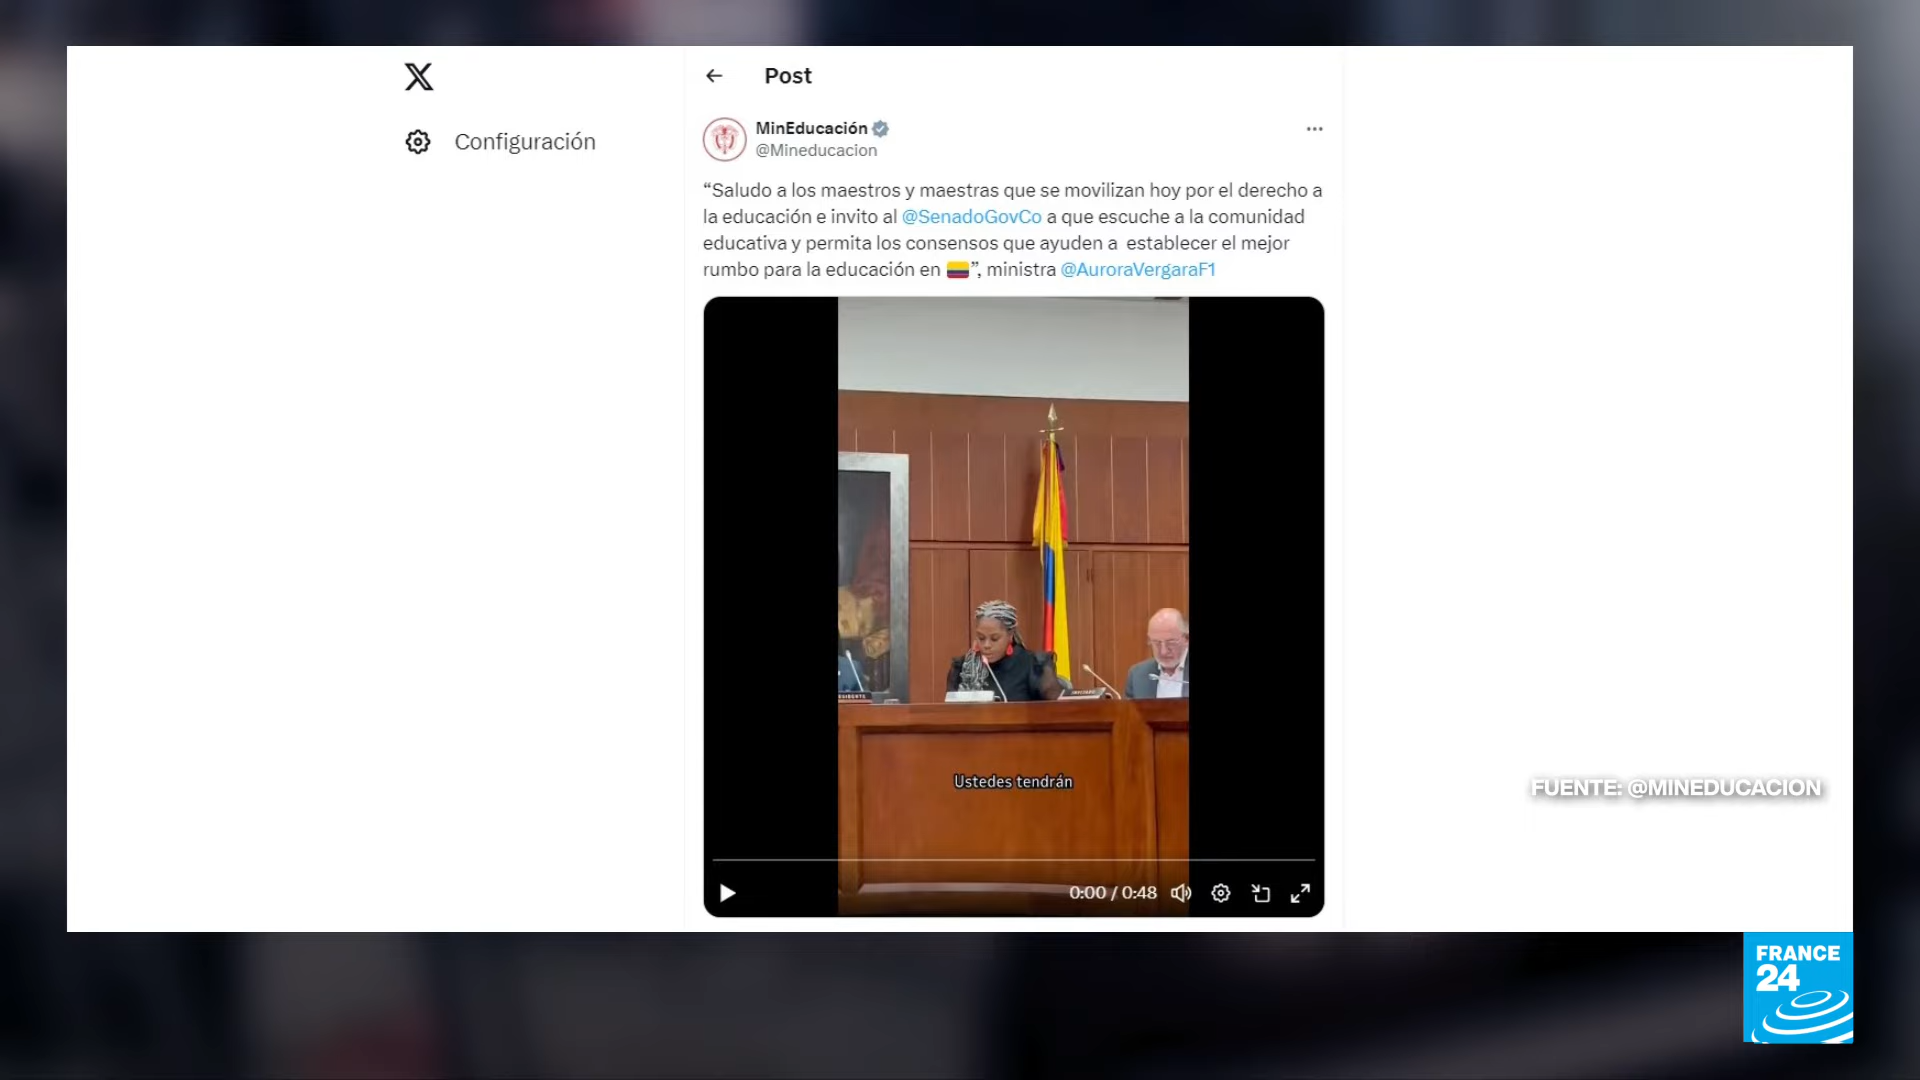 Post
Configuración
MinEducación
@Mineducacion
“Saludo a los maestros y maestras que se movilizan hoy por el derecho a
la educación e invito al @SenadoGovCo a que escuche a la comunidad
educativa y permita los consensos que ayuden a establecer el mejor
rumbo para la educación en 🇨🇴”, ministra @AuroraVergaraF1
Ustedes tendrán
0:00 / 0:48
FUENTE: @MINEDUCACION
FRANCE
24